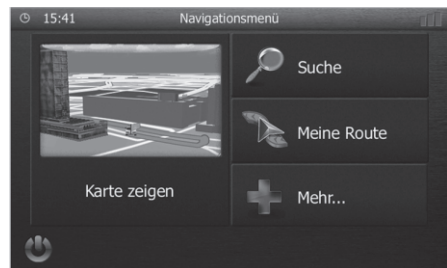 15:41 Navigationsmenü
Suche
Meine Route
Karte zeigen
Mehr...